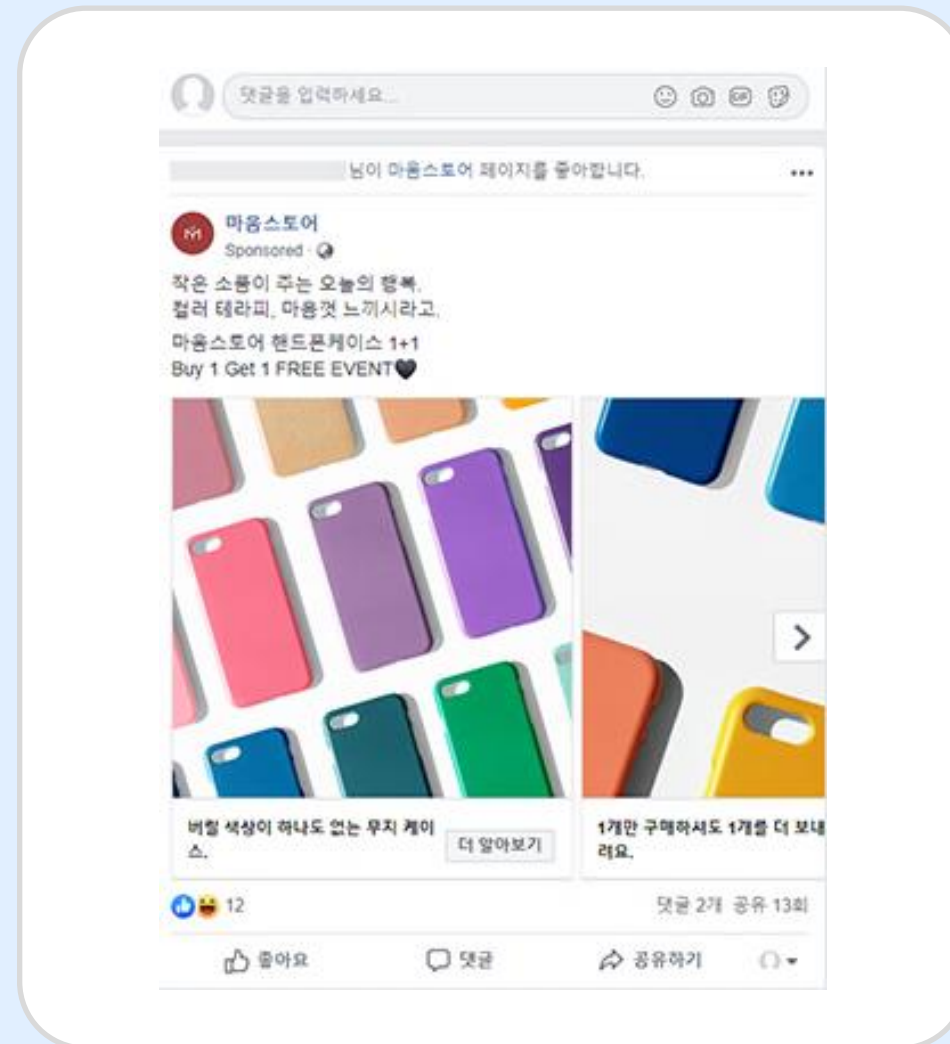 댓글을 입력하세요...
GIF
님이 마음스토어 페이지를 좋아합니다.
마음스토어
Sponsored ·
작은 소품이 주는 오늘의 행복.
컬러 테라피, 마음껏 느끼시라고.
마음스토어 핸드폰케이스 1+1
Buy 1 Get 1 FREE EVENT🖤
버릴 색상이 하나도 없는 무지 케이
스.
더 알아보기
1개만 구매하셔도 1개를 더 보내
려요.
12
댓글 2개 공유 13회
좋아요
댓글
공유하기